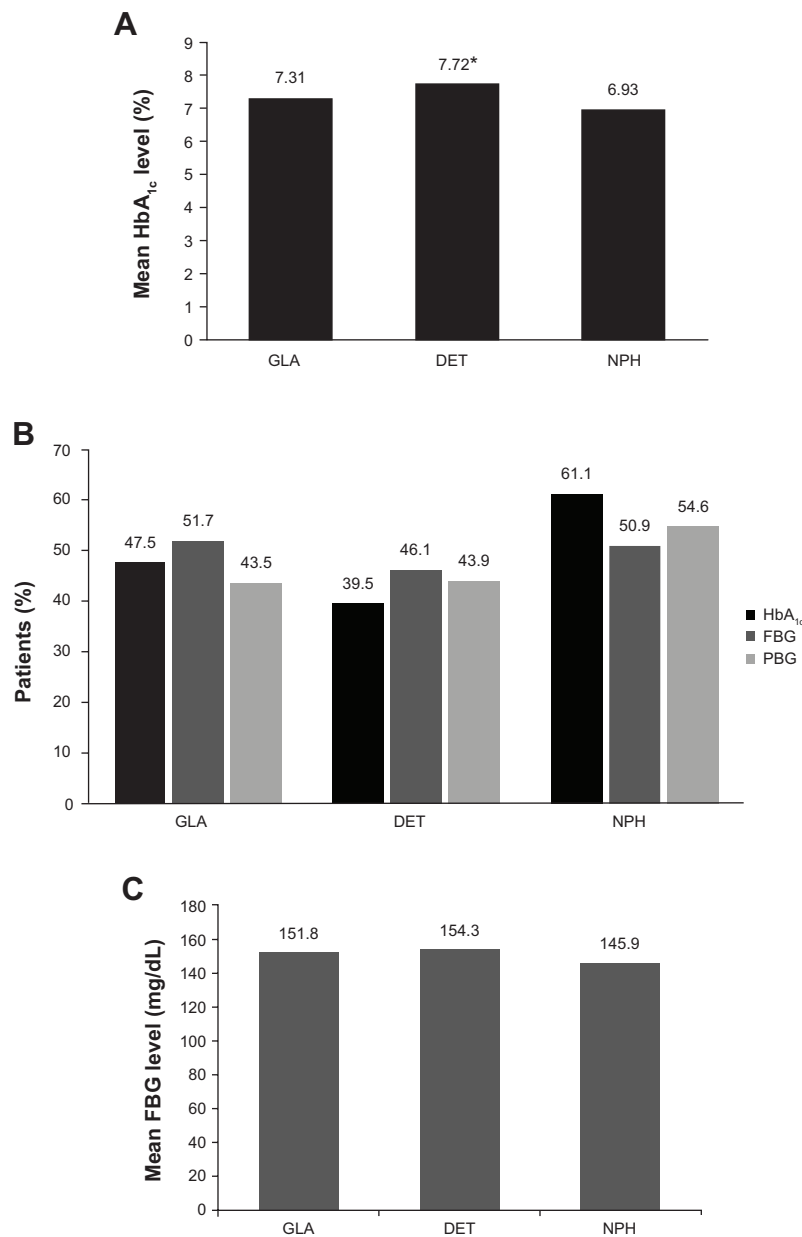 A
Mean HbA1c level (%)
9
8
7
6
5
4
3
2
1
0
7.31
7.72*
6.93
GLA
DET
NPH
B
Patients (%)
70
60
50
40
30
20
10
0
47.5
51.7
43.5
39.5
46.1
43.9
61.1
50.9
54.6
GLA
DET
NPH
HbA1c
FBG
PBG
C
Mean FBG level (mg/dL)
180
160
140
120
100
80
60
40
20
0
151.8
154.3
145.9
GLA
DET
NPH